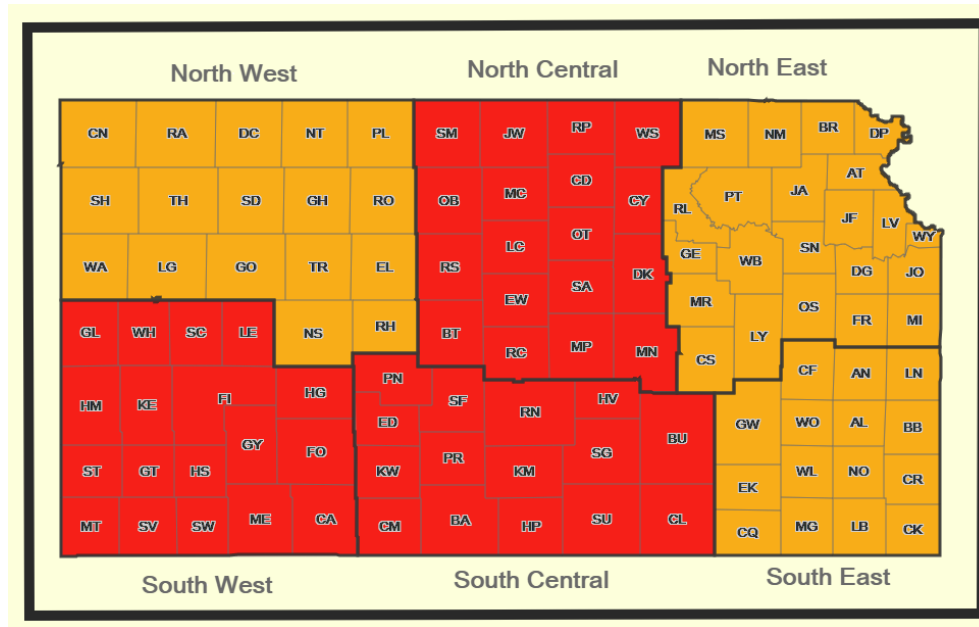 North West North Central North East
CN RA DC NT PL SM JW RP WS MS NM BR DP
SH TH SD GH RO OB MC CD CY RL PT JA AT JF LV WY
WA LG GO TR EL RS LC OT DK GE WB SN DG JO
GL WH SC LE NS RH BT EW SA MR LY OS FR MI
HM KE FI HG PN SF RC MP MN CS CF AN LN
GY FO ED RN HV BU GW WO AL BB
ST GT HS KW PR KM SG EK WL NO CR
MT SV SW ME CA CM BA HP SU CL CQ MG LB CK
South West South Central South East